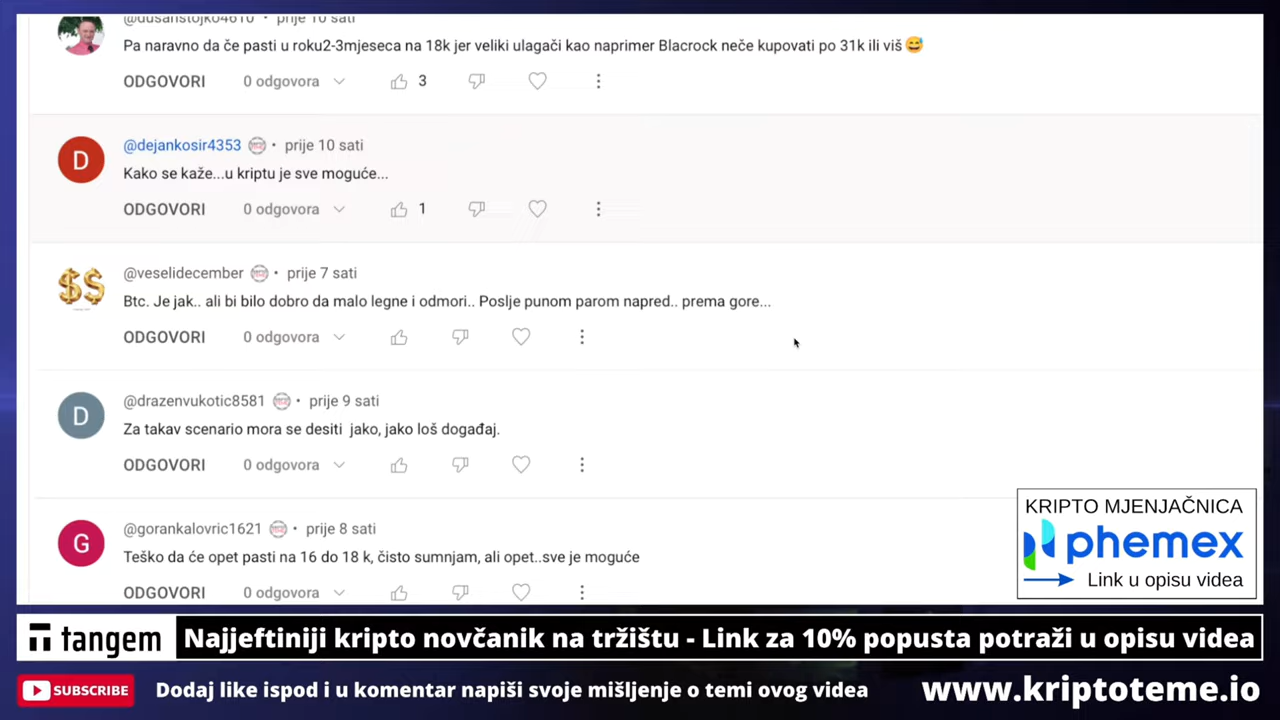 @dusanstojko4610 • prije 10 sati
Pa naravno da če pasti u roku2-3mjeseca na 18k jer veliki ulagači kao naprimer Blacrock neče kupovati po 31k ili viš😅
ODGOVORI 0 odgovora 3
D
@dejankosir4353 • prije 10 sati
Kako se kaže...u kriptu je sve moguće...
ODGOVORI 0 odgovora 1
$$
@veselidecember • prije 7 sati
Btc. Je jak.. ali bi bilo dobro da malo legne i odmori.. Poslje punom parom napred.. prema gore...
ODGOVORI 0 odgovora
D
@drazenvukotic8581 • prije 9 sati
Za takav scenario mora se desiti jako, jako loš događaj.
ODGOVORI 0 odgovora
G
@gorankalovric1621 • prije 8 sati
Teško da će opet pasti na 16 do 18 k, čisto sumnjam, ali opet..sve je moguće
ODGOVORI 0 odgovora
KRIPTO MJENJAČNICA
phemex
Link u opisu videa
tangem Najjeftiniji kripto novčanik na tržištu - Link za 10% popusta potraži u opisu videa
SUBSCRIBE Dodaj like ispod i u komentar napiši svoje mišljenje o temi ovog videa www.kriptoteme.io